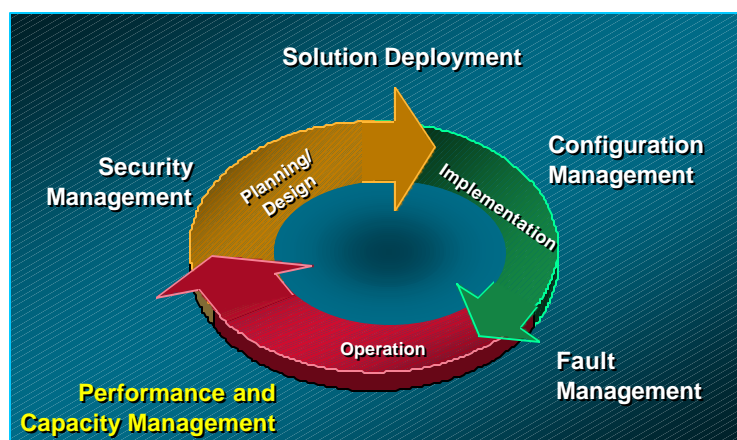 Solution Deployment
Security
Management
Configuration
Management
Planning/
Design
Implementation
Operation
Fault
Management
Performance and
Capacity Management